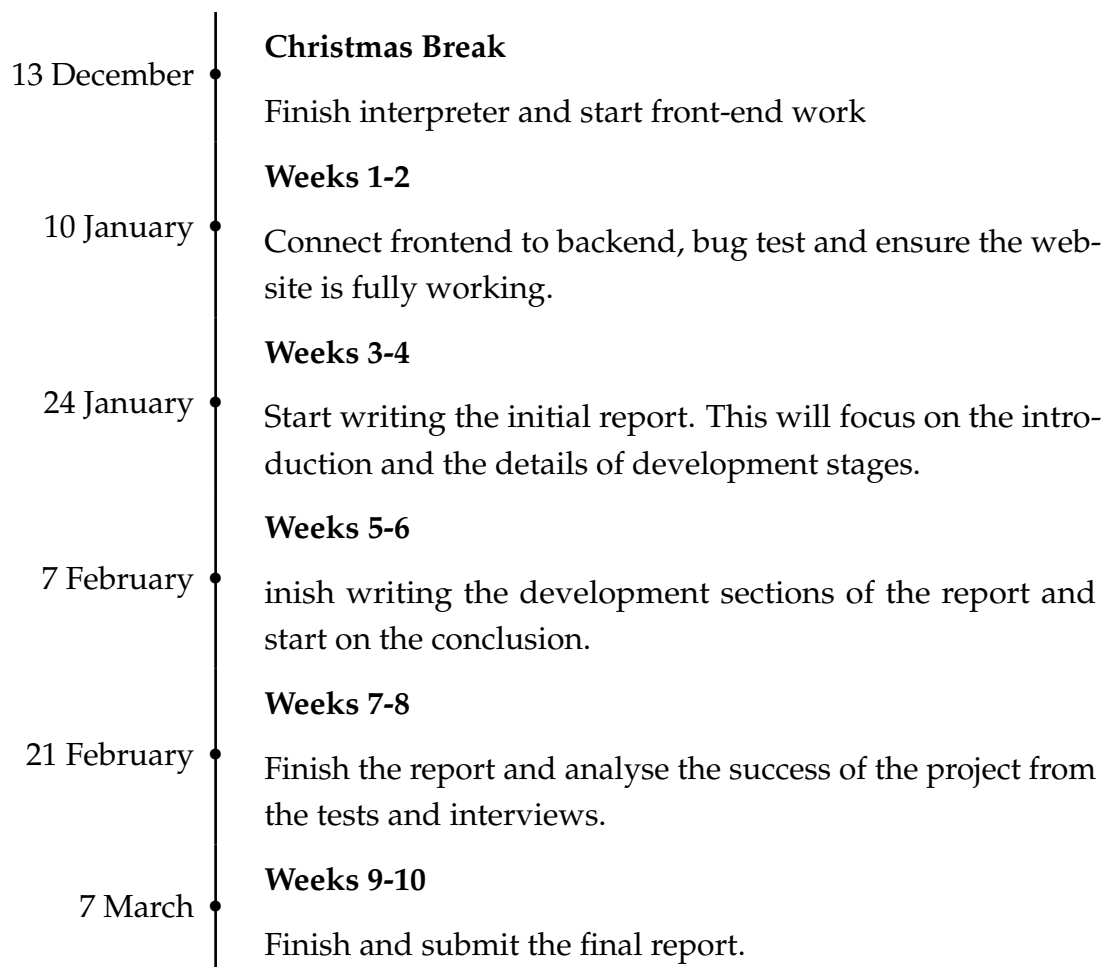 Christmas Break
13 December
Finish interpreter and start front-end work
Weeks 1-2
10 January
Connect frontend to backend, bug test and ensure the web-
site is fully working.
Weeks 3-4
24 January
Start writing the initial report. This will focus on the intro-
duction and the details of development stages.
Weeks 5-6
7 February
inish writing the development sections of the report and
start on the conclusion.
Weeks 7-8
21 February
Finish the report and analyse the success of the project from
the tests and interviews.
Weeks 9-10
7 March
Finish and submit the final report.